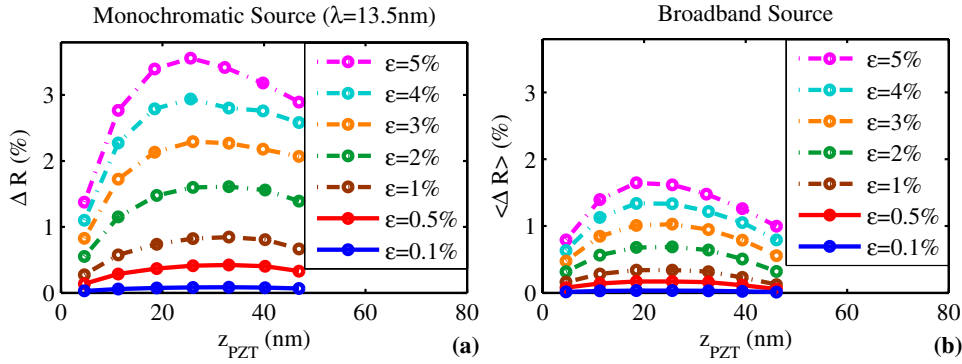 Monochromatic Source (λ=13.5nm)
Δ R (%)
3
2
1
0
0 20 40 60 80
z_PZT (nm)
ε=5%
ε=4%
ε=3%
ε=2%
ε=1%
ε=0.5%
ε=0.1%
(a)
Broadband Source
<Δ R> (%)
3
2
1
0
0 20 40 60 80
z_PZT (nm)
ε=5%
ε=4%
ε=3%
ε=2%
ε=1%
ε=0.5%
ε=0.1%
(b)